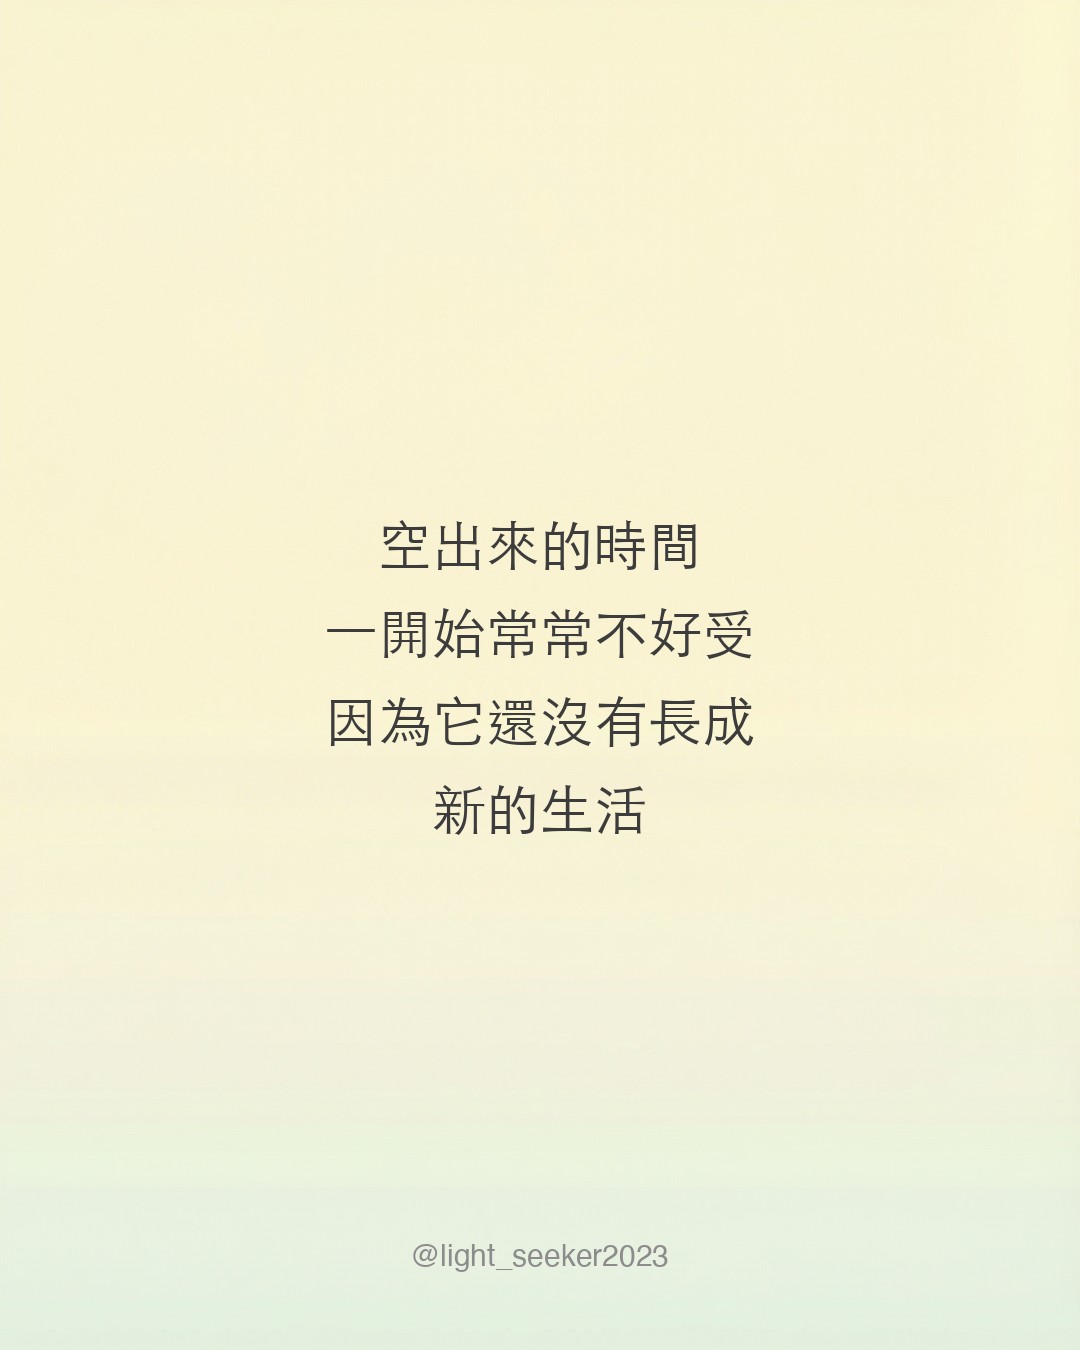 空出來的時間
一開始常常不好受
因為它還沒有長成
新的生活
@light_seeker2023